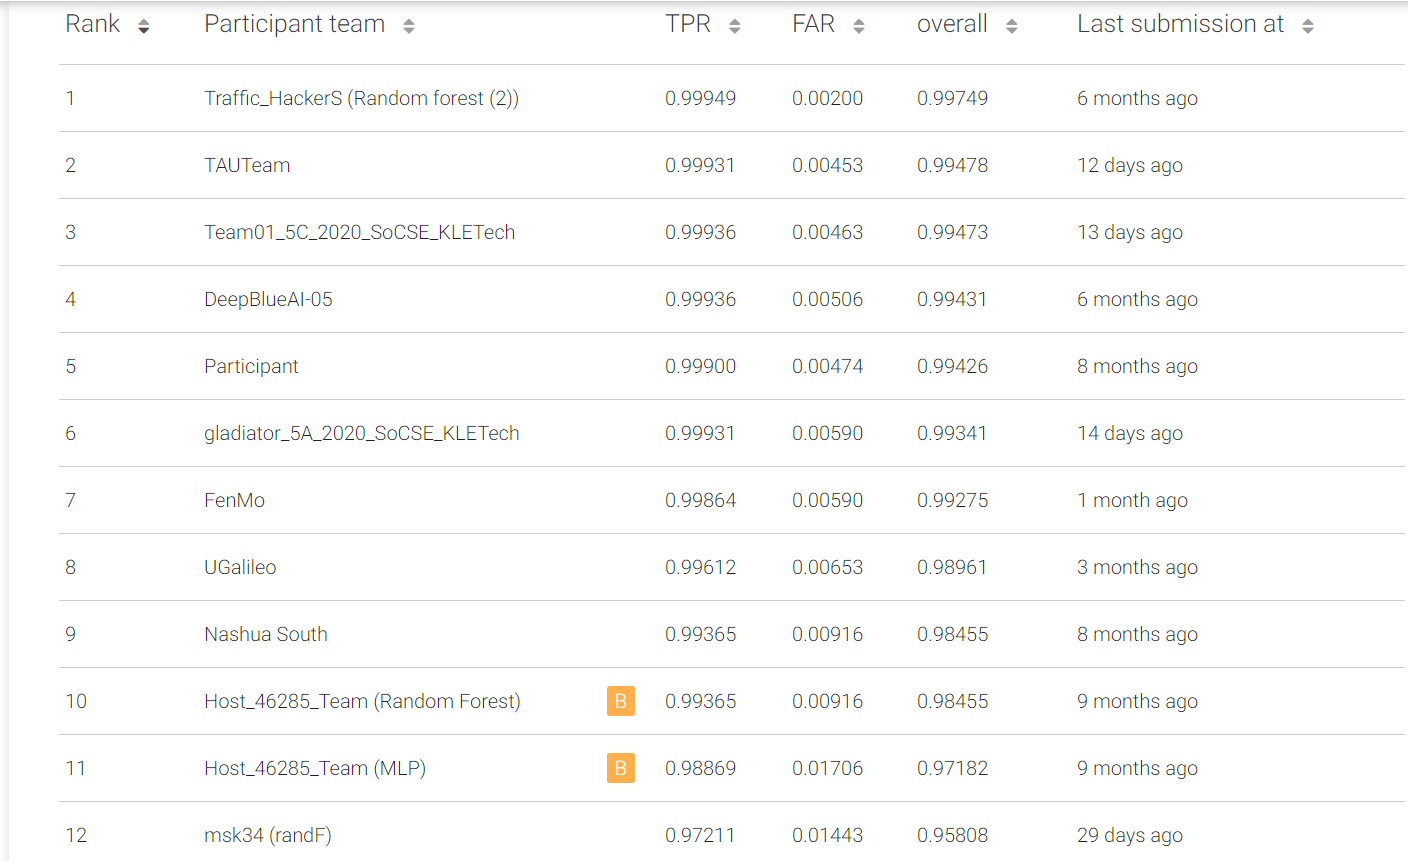 Rank Participant team TPR FAR overall Last submission at
1 Traffic_HackerS (Random forest (2)) 0.99949 0.00200 0.99749 6 months ago
2 TAUTeam 0.99931 0.00453 0.99478 12 days ago
3 Team01_5C_2020_SoCSE_KLETech 0.99936 0.00463 0.99473 13 days ago
4 DeepBlueAI-05 0.99936 0.00506 0.99431 6 months ago
5 Participant 0.99900 0.00474 0.99426 8 months ago
6 gladiator_5A_2020_SoCSE_KLETech 0.99931 0.00590 0.99341 14 days ago
7 FenMo 0.99864 0.00590 0.99275 1 month ago
8 UGalileo 0.99612 0.00653 0.98961 3 months ago
9 Nashua South 0.99365 0.00916 0.98455 8 months ago
10 Host_46285_Team (Random Forest) B 0.99365 0.00916 0.98455 9 months ago
11 Host_46285_Team (MLP) B 0.98869 0.01706 0.97182 9 months ago
12 msk34 (randF) 0.97211 0.01443 0.95808 29 days ago